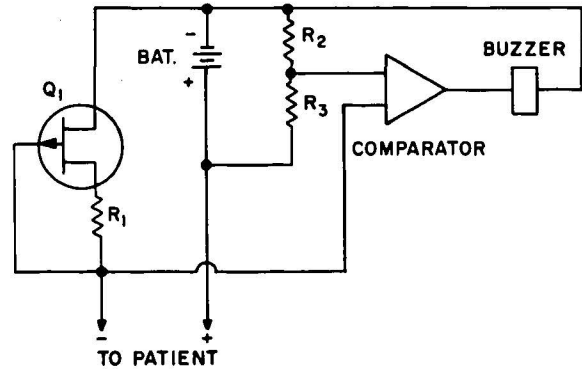 -
R2
BAT.
+
R3
BUZZER
Q1
COMPARATOR
R1
- +
TO PATIENT